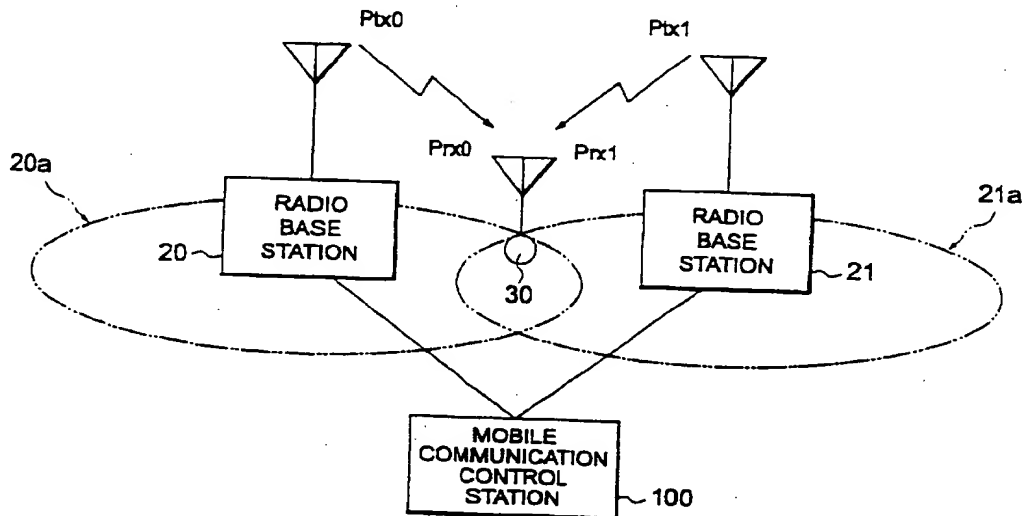 Ptx0
Ptx1
Prx0
Prx1
20a
21a
RADIO
BASE
STATION
20
RADIO
BASE
STATION
21
30
MOBILE
COMMUNICATION
CONTROL
STATION
100